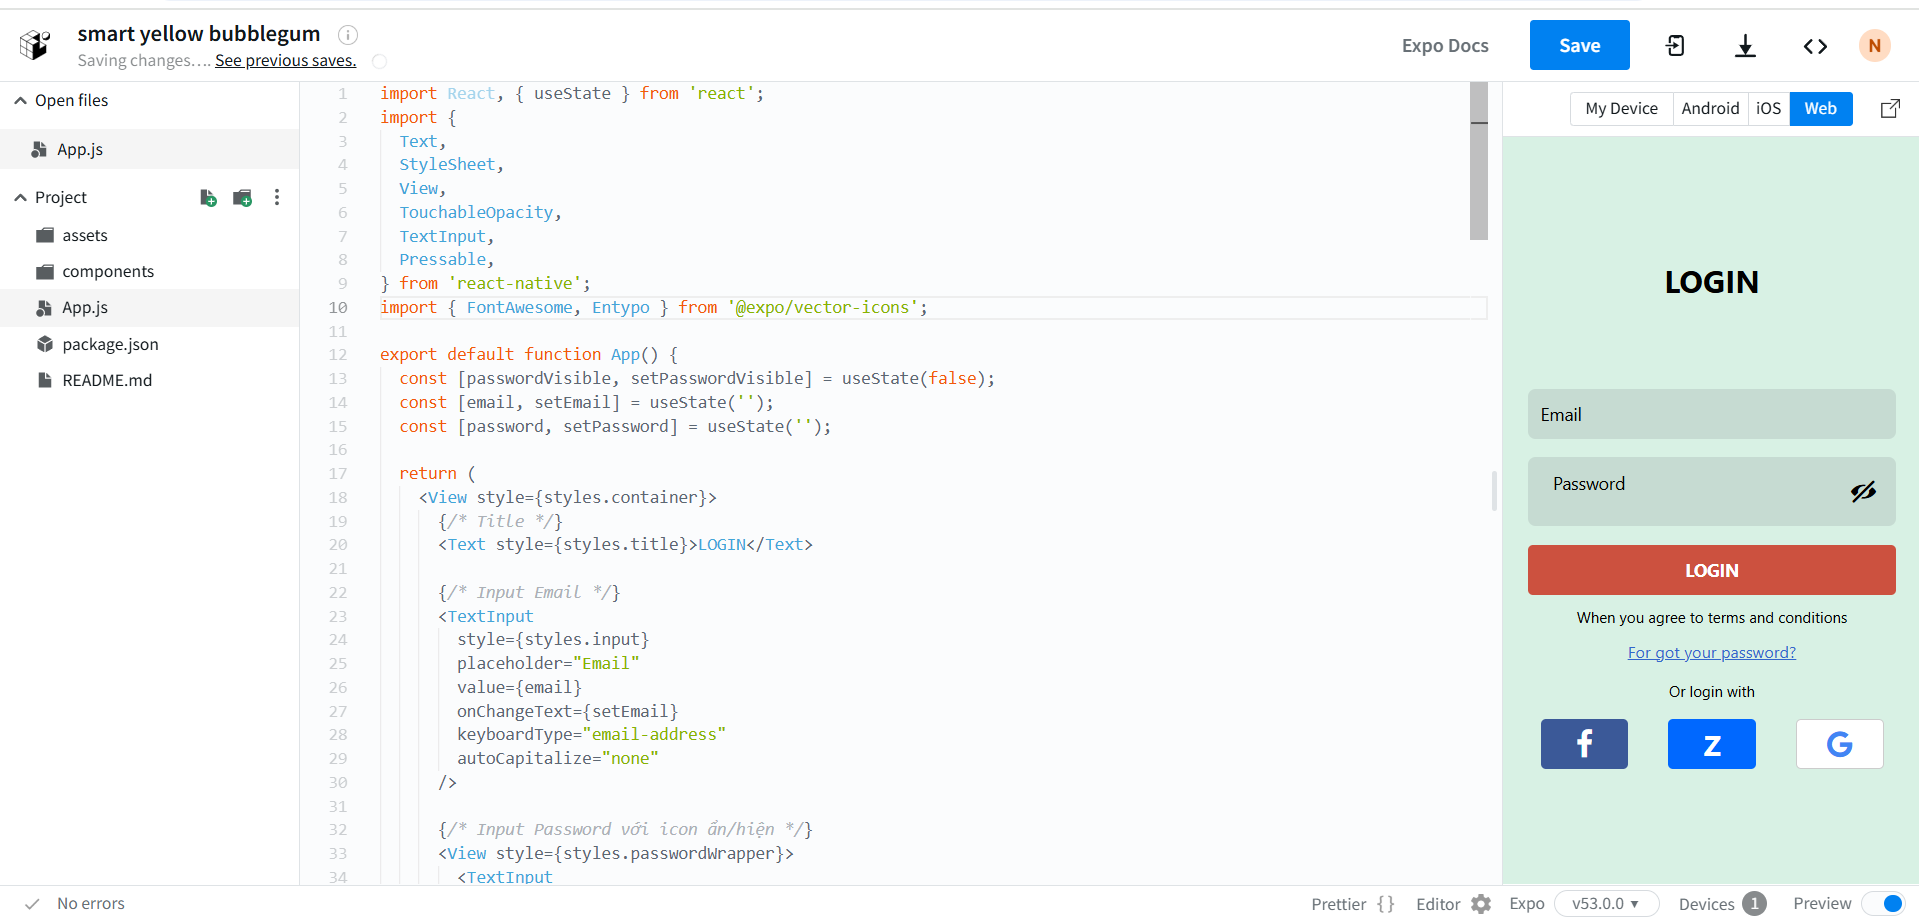 smart yellow bubblegum
Saving changes.... See previous saves.
Expo Docs
Save
N
Open files
App.js
Project
assets
components
App.js
package.json
README.md
1 import React, { useState } from 'react';
2 import {
3 Text,
4 StyleSheet,
5 View,
6 TouchableOpacity,
7 TextInput,
8 Pressable,
9 } from 'react-native';
10 import { FontAwesome, Entypo } from '@expo/vector-icons';
11
12 export default function App() {
13 const [passwordVisible, setPasswordVisible] = useState(false);
14 const [email, setEmail] = useState('');
15 const [password, setPassword] = useState('');
16
17 return (
18 <View style={styles.container}>
19 {/* Title */}
20 <Text style={styles.title}>LOGIN</Text>
21
22 {/* Input Email */}
23 <TextInput
24 style={styles.input}
25 placeholder="Email"
26 value={email}
27 onChangeText={setEmail}
28 keyboardType="email-address"
29 autoCapitalize="none"
30 />
31
32 {/* Input Password với icon ẩn/hiện */}
33 <View style={styles.passwordWrapper}>
34 <TextInput
My Device Android iOS Web
LOGIN
Email
Password
LOGIN
When you agree to terms and conditions
For got your password?
Or login with
f Z G
No errors
Prettier {} Editor Expo v53.0.0 Devices 1 Preview